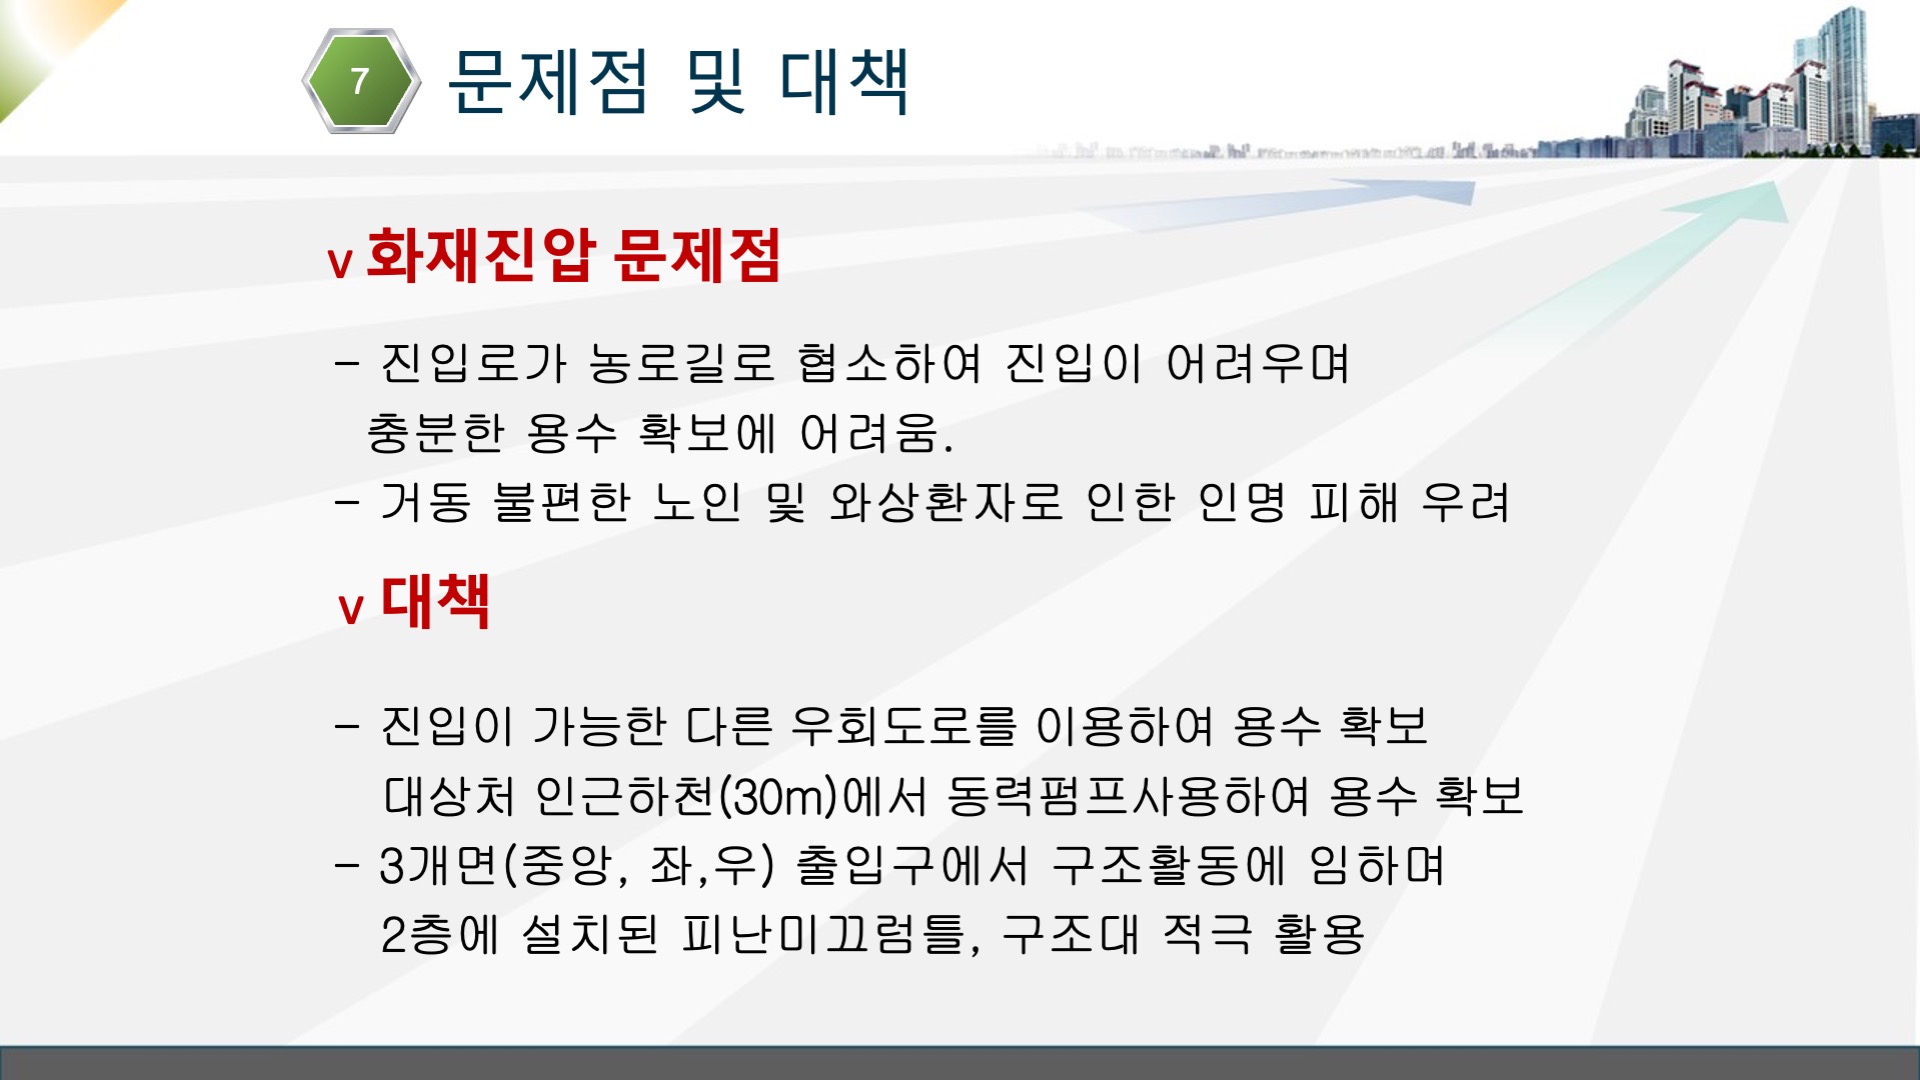 7
문제점 및 대책
v 화재진압 문제점
- 진입로가 농로길로 협소하여 진입이 어려우며
충분한 용수 확보에 어려움.
- 거동 불편한 노인 및 와상환자로 인한 인명 피해 우려
v 대책
- 진입이 가능한 다른 우회도로를 이용하여 용수 확보
대상처 인근하천(30m)에서 동력펌프사용하여 용수 확보
- 3개면(중앙, 좌,우) 출입구에서 구조활동에 임하며
2층에 설치된 피난미끄럼틀, 구조대 적극 활용